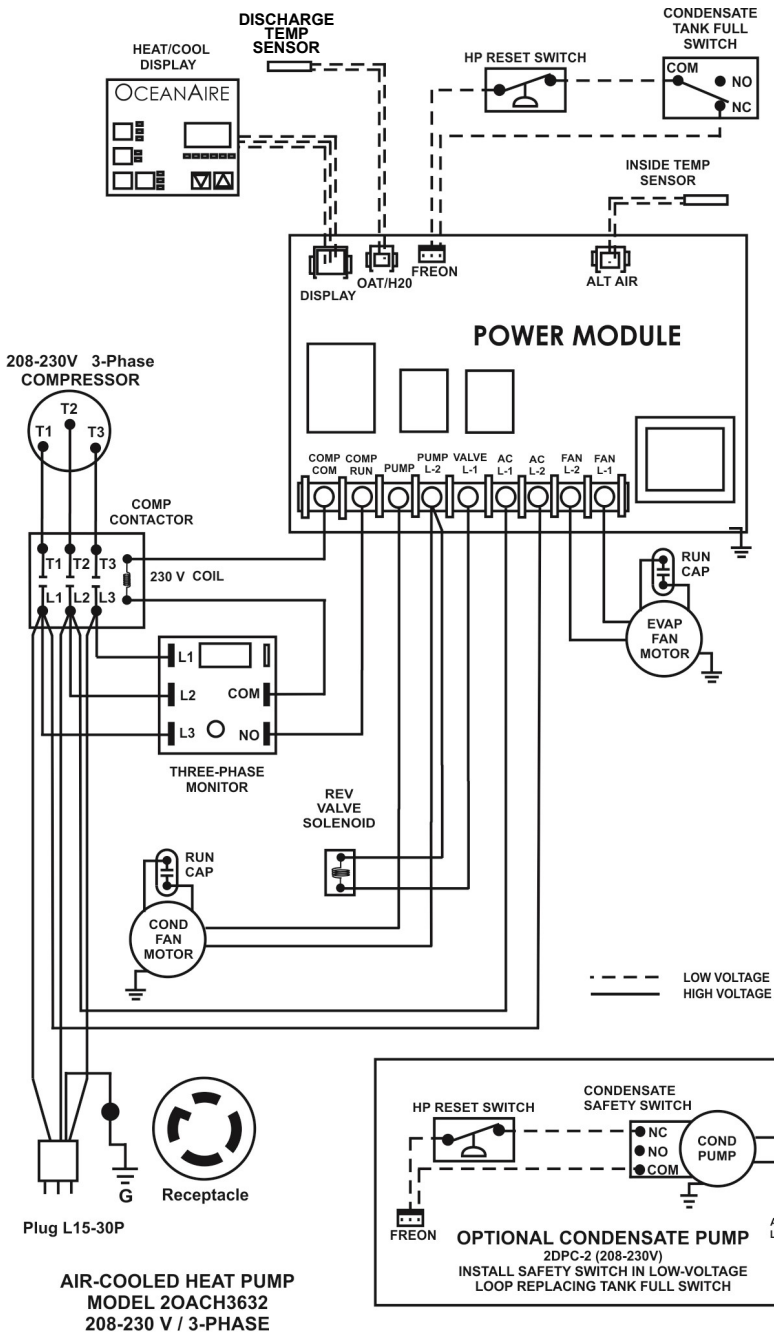 DISCHARGE
TEMP
SENSOR
HEAT/COOL
DISPLAY
OCEANAIRE
HP RESET SWITCH
CONDENSATE
TANK FULL
SWITCH
COM
NO
NC
INSIDE TEMP
SENSOR
DISPLAY
OAT/H20
FREON
ALT AIR
POWER MODULE
208-230V 3-Phase
COMPRESSOR
T1
T2
T3
COMP
COM
COMP
RUN
PUMP
PUMP
L-2
VALVE
L-1
AC
L-1
AC
L-2
FAN
L-2
FAN
L-1
COMP
CONTACTOR
T1
T2
T3
230 V COIL
L1
L2
L3
RUN
CAP
EVAP
FAN
MOTOR
L1
L2
COM
L3
NO
THREE-PHASE
MONITOR
REV
VALVE
SOLENOID
RUN
CAP
COND
FAN
MOTOR
LOW VOLTAGE
HIGH VOLTAGE
G
Receptacle
Plug L15-30P
HP RESET SWITCH
CONDENSATE
SAFETY SWITCH
NC
NO
COM
COND
PUMP
FREON
OPTIONAL CONDENSATE PUMP
2DPC-2 (208-230V)
INSTALL SAFETY SWITCH IN LOW-VOLTAGE
LOOP REPLACING TANK FULL SWITCH
AIR-COOLED HEAT PUMP
MODEL 2OACH3632
208-230 V / 3-PHASE